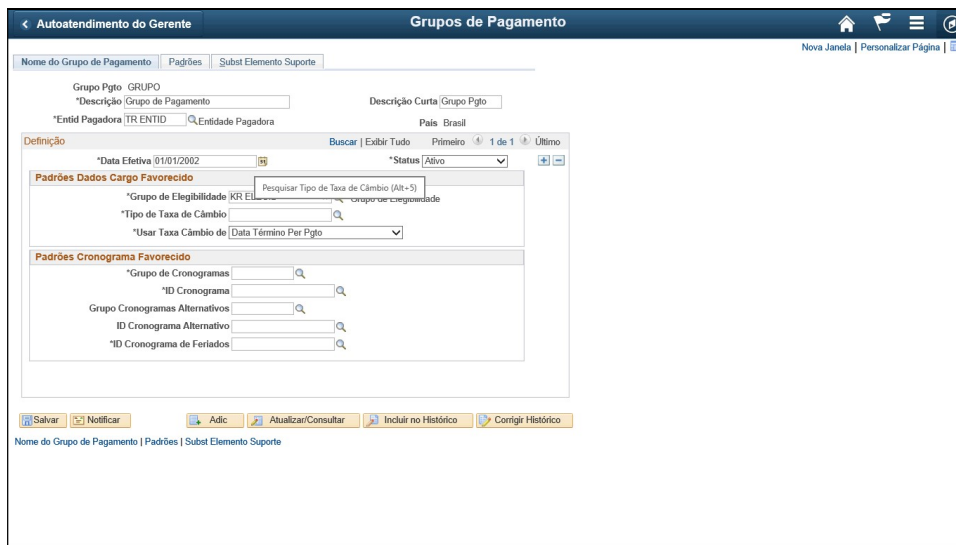 Autoatendimento do Gerente
Grupos de Pagamento
Nova Janela | Personalizar Página |
Nome do Grupo de Pagamento Padrões Subst Elemento Suporte
Grupo Pgto GRUPO
*Descrição Grupo de Pagamento Descrição Curta Grupo Pgto
*Entid Pagadora TR ENTID Entidade Pagadora País Brasil
Definição Buscar | Exibir Tudo Primeiro 1 de 1 Último
*Data Efetiva 01/01/2002 *Status Ativo
Padrões Dados Cargo Favorecido
Pesquisar Tipo de Taxa de Câmbio (Alt+5)
*Grupo de Elegibilidade KR Grupo de Elegibilidade
*Tipo de Taxa de Câmbio
*Usar Taxa Câmbio de Data Término Per Pgto
Padrões Cronograma Favorecido
*Grupo de Cronogramas
*ID Cronograma
Grupo Cronogramas Alternativos
ID Cronograma Alternativo
*ID Cronograma de Feriados
Salvar Notificar Adic Atualizar/Consultar Incluir no Histórico Corrigir Histórico
Nome do Grupo de Pagamento | Padrões | Subst Elemento Suporte